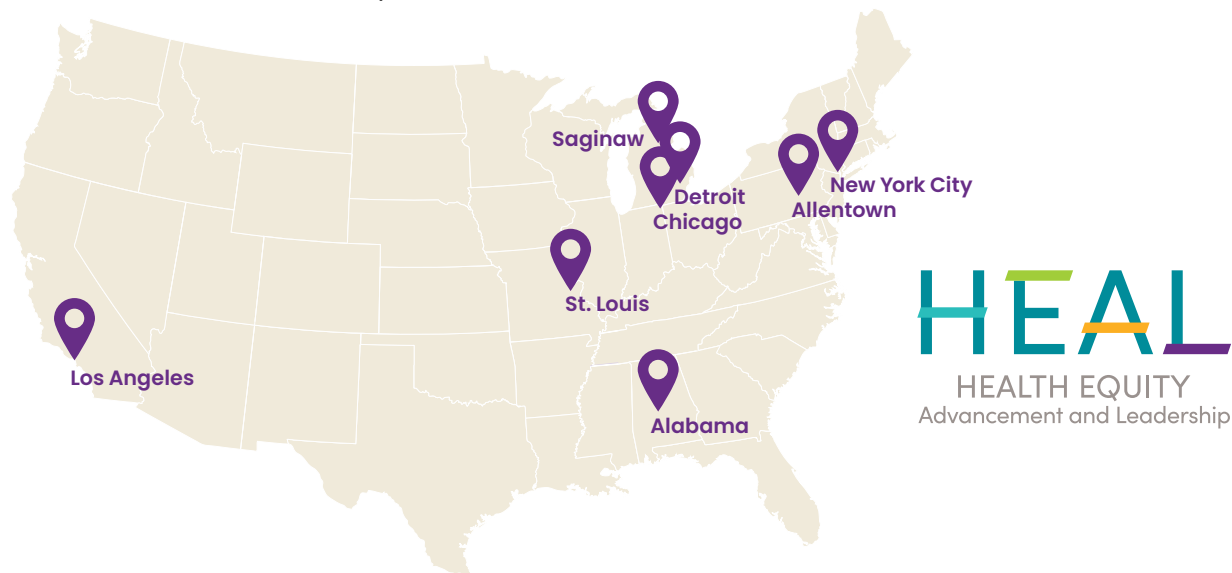 Saginaw
Detroit
Chicago
New York City
Allentown
St. Louis
Los Angeles
Alabama
HEAL
HEALTH EQUITY
Advancement and Leadership